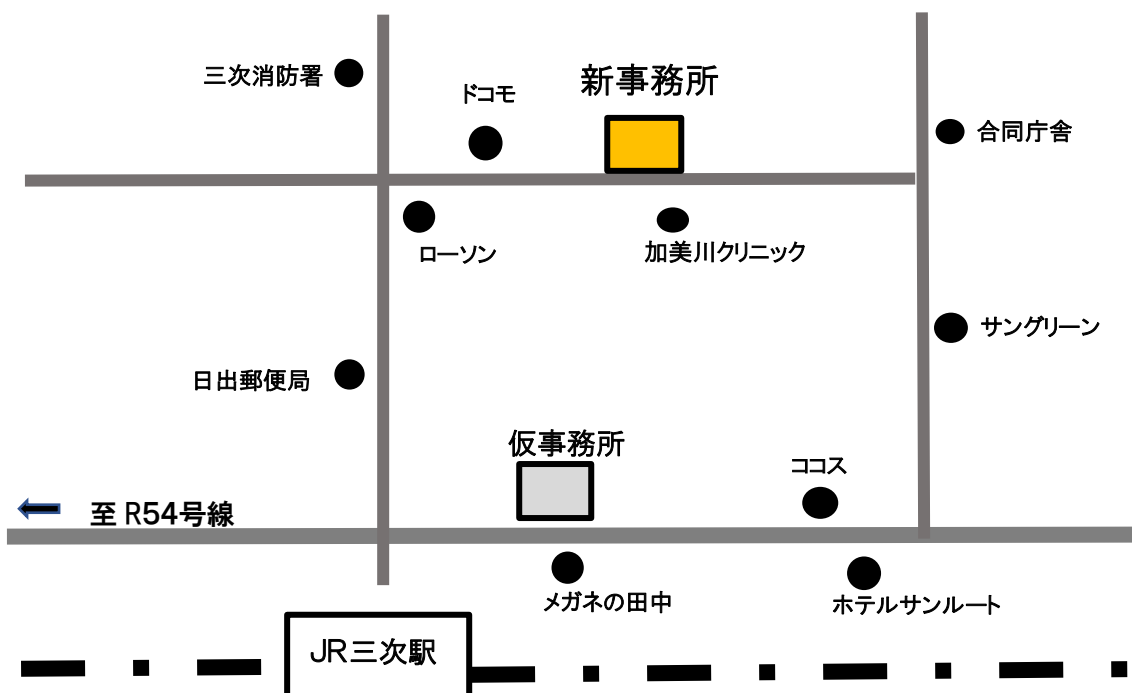 三次消防署
ドコモ
新事務所
合同庁舎
ローソン
加美川クリニック
サングリーン
日出郵便局
仮事務所
ココス
至 R54号線
メガネの田中
ホテルサンルート
JR三次駅